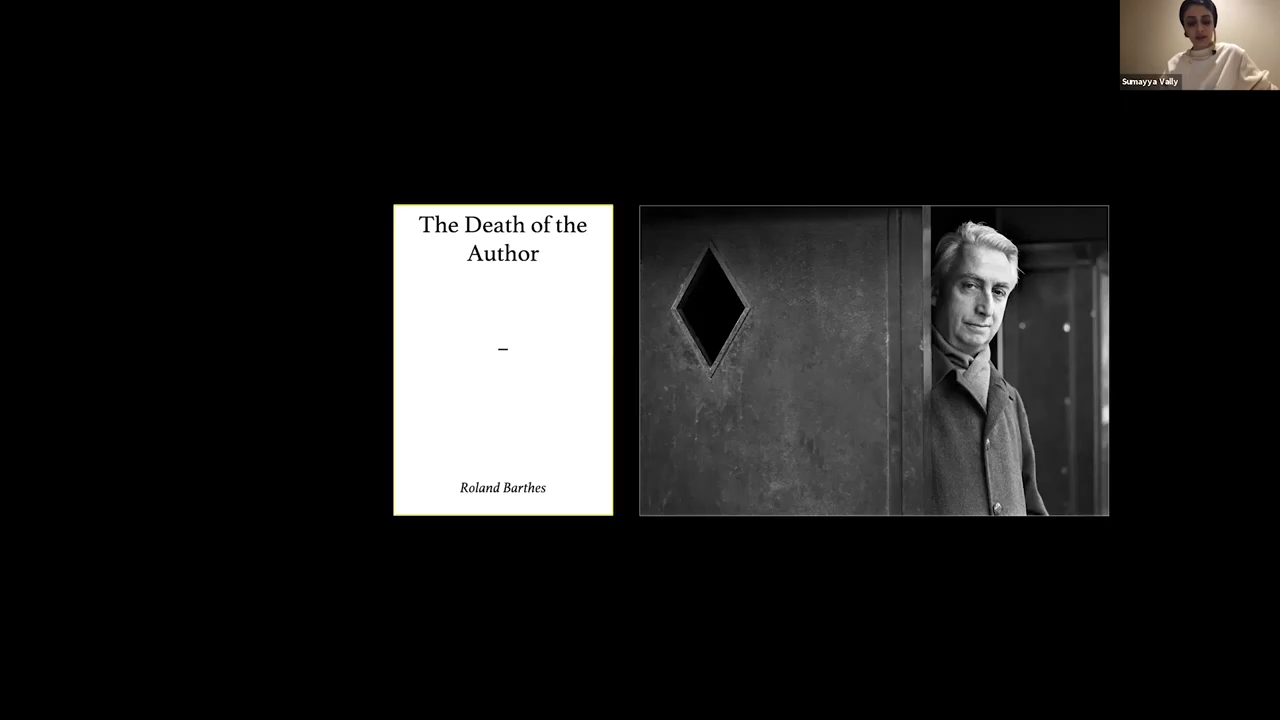 Sumayya Vally
The Death of the
Author
–
Roland Barthes